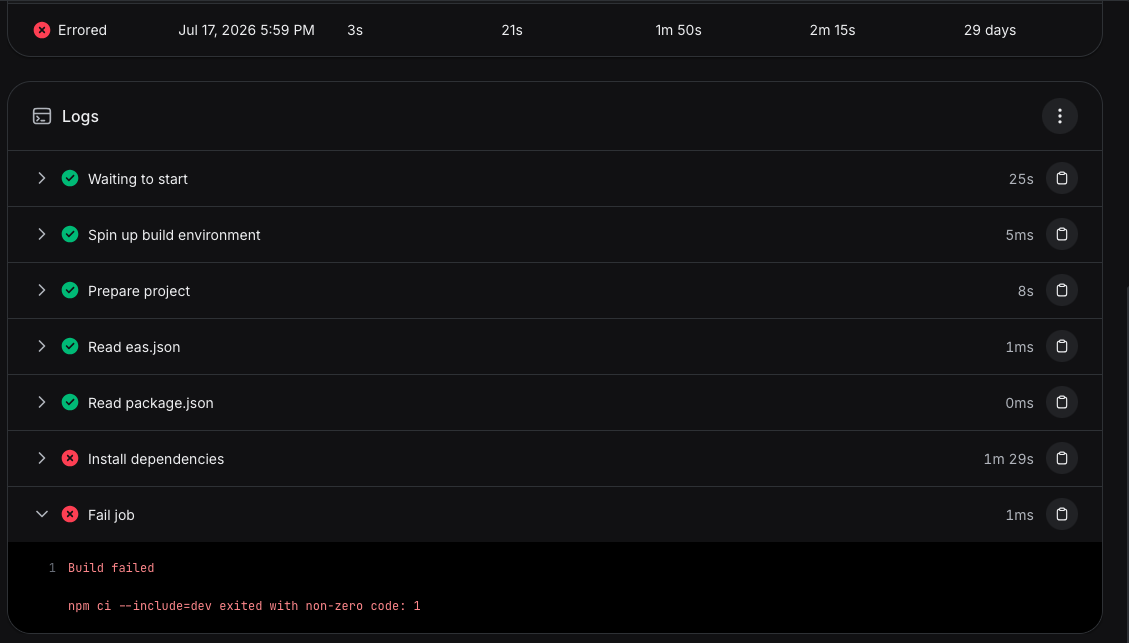 Errored Jul 17, 2026 5:59 PM 3s 21s 1m 50s 2m 15s 29 days
Logs
Waiting to start 25s
Spin up build environment 5ms
Prepare project 8s
Read eas.json 1ms
Read package.json 0ms
Install dependencies 1m 29s
Fail job 1ms
1 Build failed
npm ci --include=dev exited with non-zero code: 1